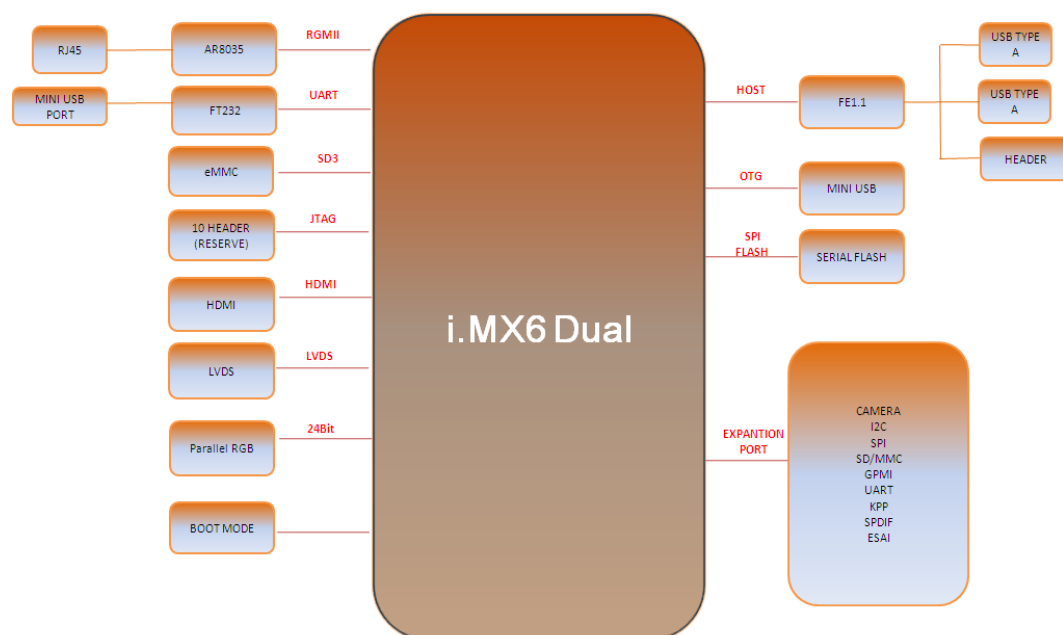 RJ45
AR8035
RGMII
MINI USB
PORT
FT232
UART
eMMC
SD3
10 HEADER
(RESERVE)
JTAG
HDMI
HDMI
LVDS
LVDS
Parallel RGB
24Bit
BOOT MODE
i.MX6 Dual
HOST
FE1.1
USB TYPE
A
USB TYPE
A
HEADER
OTG
MINI USB
SPI
FLASH
SERIAL FLASH
EXPANTION
PORT
CAMERA
I2C
SPI
SD/MMC
GPMI
UART
KPP
SPDIF
ESAI